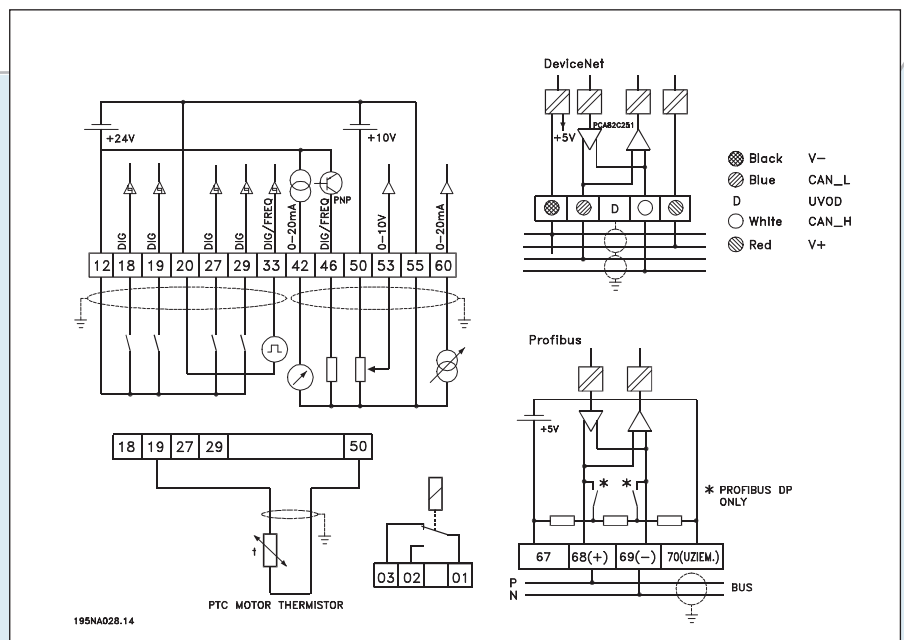 DeviceNet
+24V
+10V
+5V
PCA82C251
DIG
DIG
DIG
DIG
DIG/FREQ
0-20mA
DIG/FREQ
PNP
0-10V
0-20mA
12 18 19 20 27 29 33 42 46 50 53 55 60
Black V-
Blue CAN_L
D UVOD
White CAN_H
Red V+
D
Profibus
+5V
* *
* PROFIBUS DP
ONLY
67 68(+) 69(-) 70(UZIEM.)
P
N
BUS
18 19 27 29 50
t
PTC MOTOR THERMISTOR
03 02 01
195NA028.14